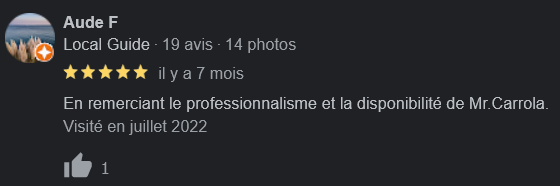 Aude F
Local Guide · 19 avis · 14 photos
il y a 7 mois
En remerciant le professionnalisme et la disponibilité de Mr.Carrola.
Visité en juillet 2022
1